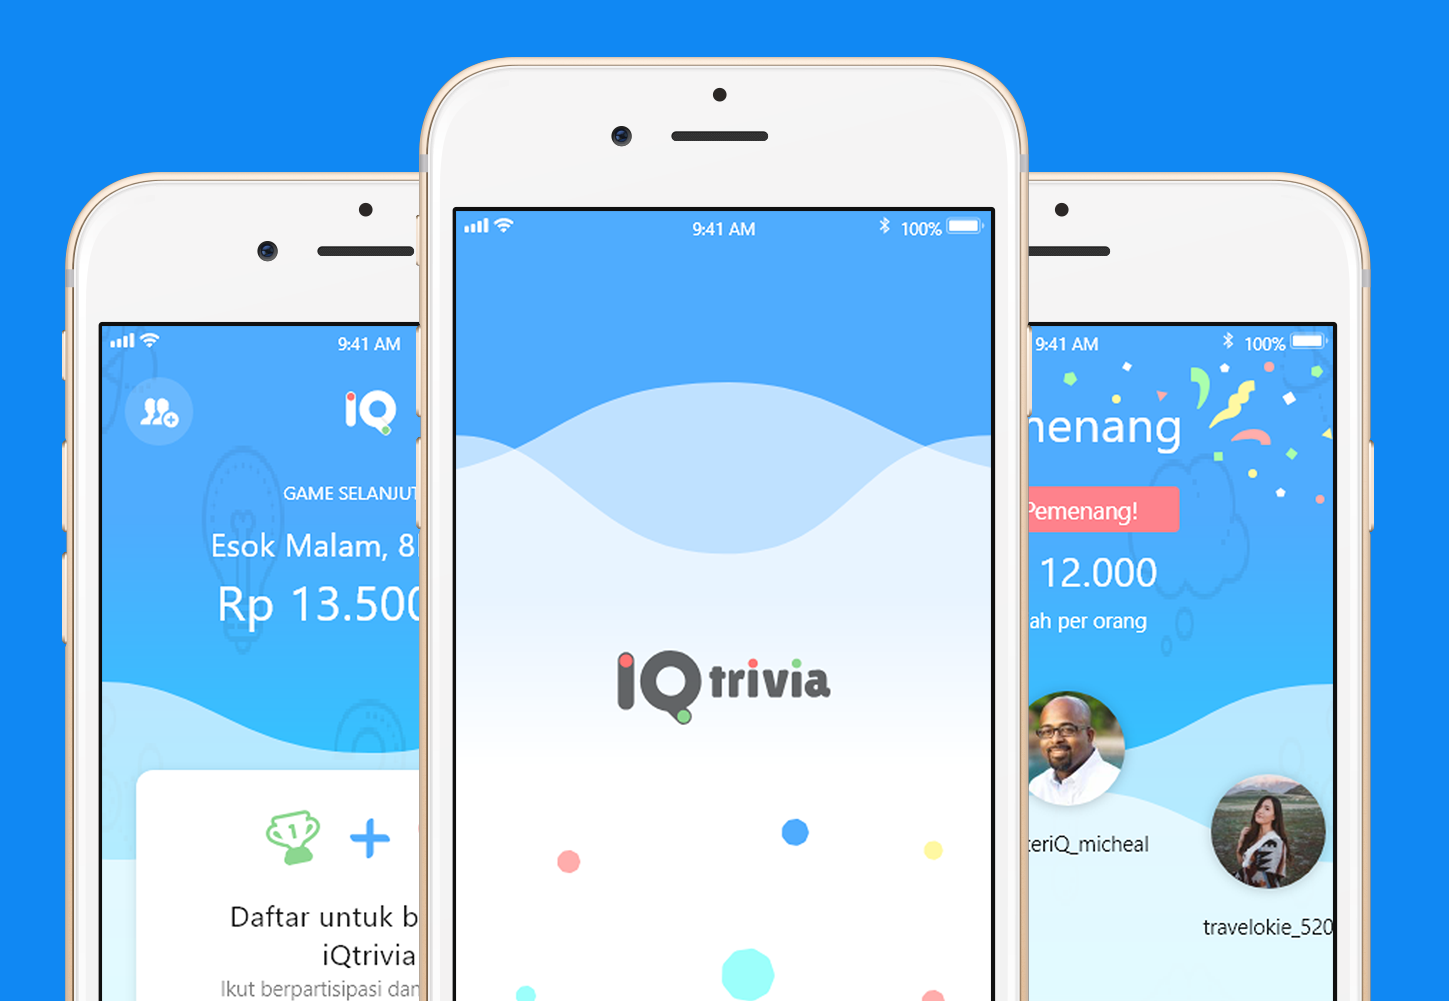 9:41 AM
iQ
GAME SELANJUT
Esok Malam, 8
Rp 13.500
1
Daftar untuk b
iQtrivia
Ikut berpartisipasi dan
9:41 AM
100%
iQ trivia
9:41 AM
100%
menang
Pemenang!
12.000
ah per orang
teriQ_micheal
travelokie_520